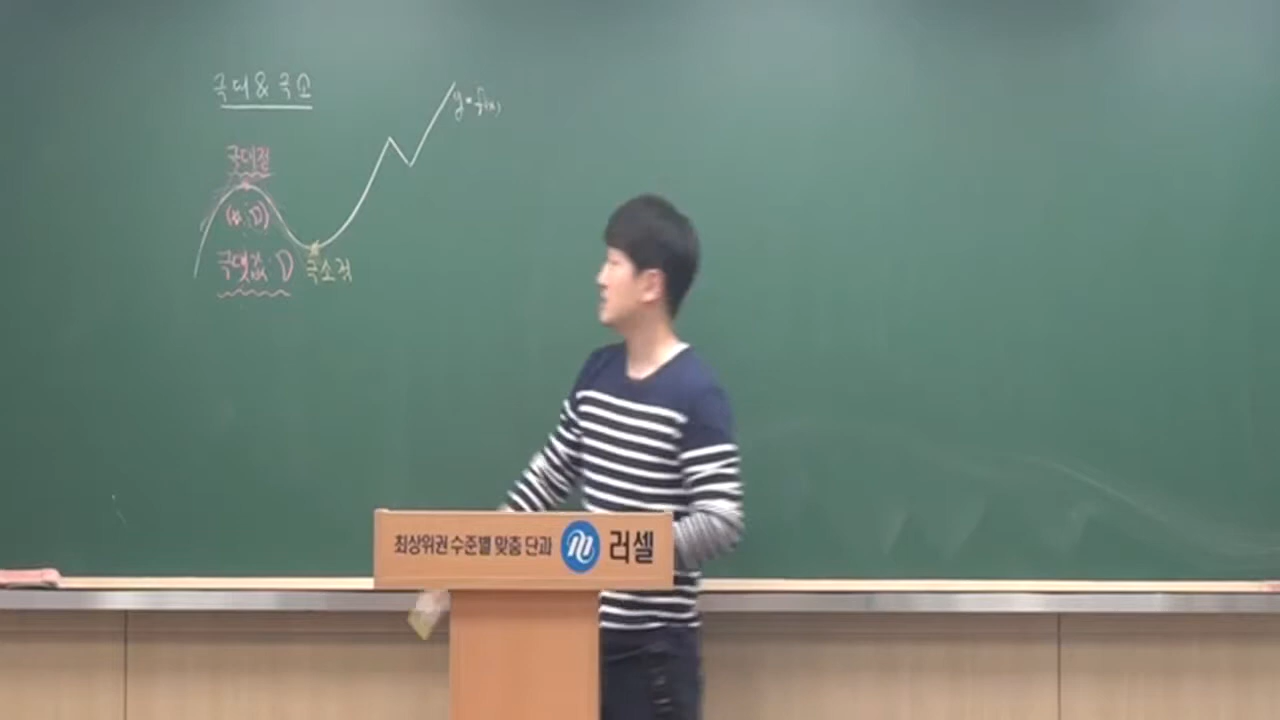 극대 & 극소
y=f(x)
극대점
극댓값:
극소점
최상위권 수준별 맞춤 단과 러셀